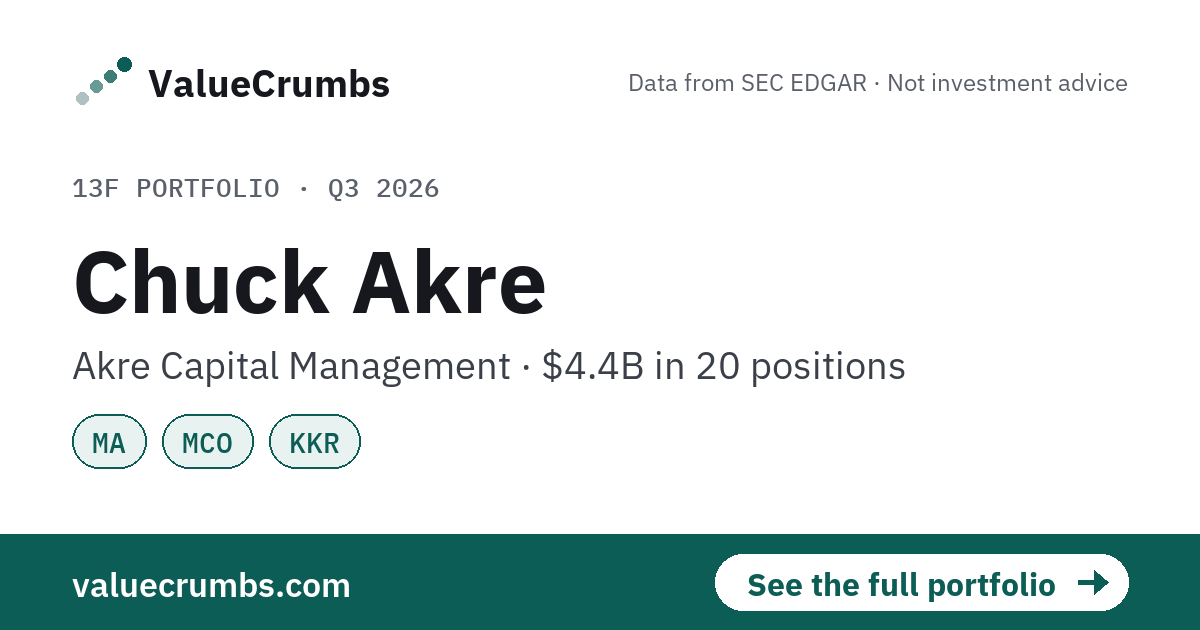 ValueCrumbs
Data from SEC EDGAR · Not investment advice
13F PORTFOLIO · Q3 2026
Chuck Akre
Akre Capital Management · $4.4B in 20 positions
MA MCO KKR
valuecrumbs.com
See the full portfolio →